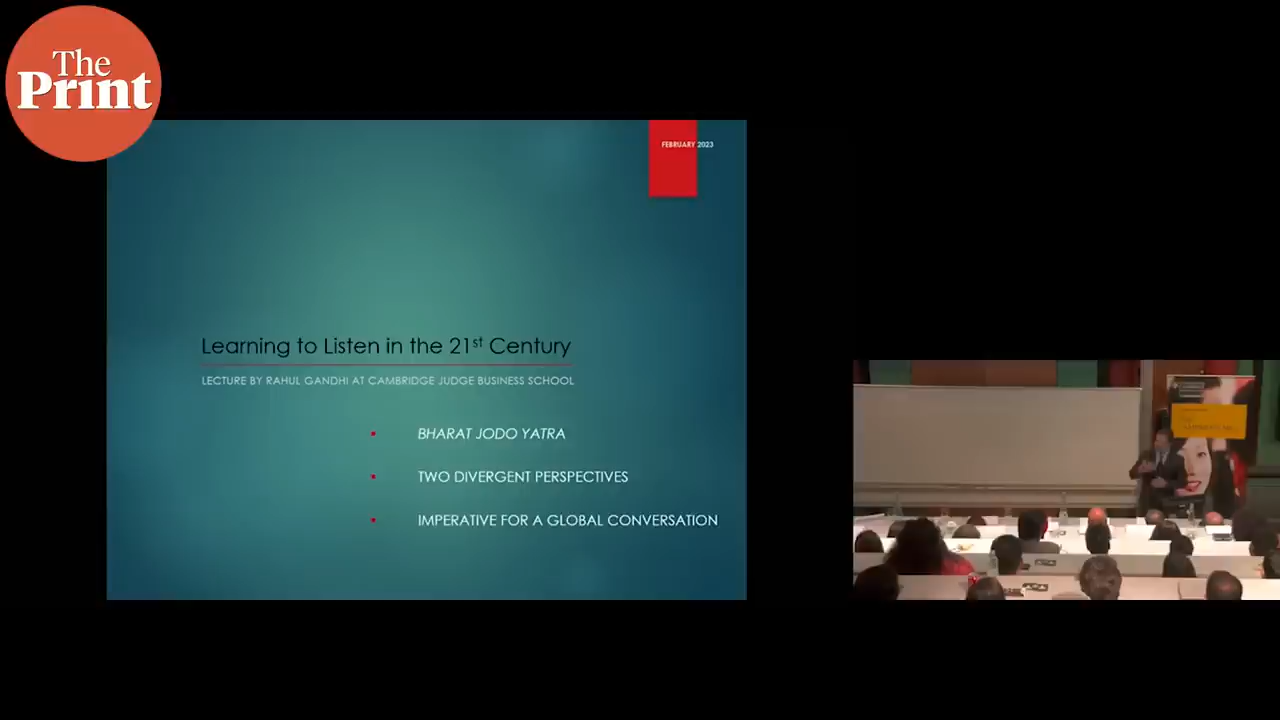 The
Print
FEBRUARY 2023
Learning to Listen in the 21st Century
LECTURE BY RAHUL GANDHI AT CAMBRIDGE JUDGE BUSINESS SCHOOL
BHARAT JODO YATRA
TWO DIVERGENT PERSPECTIVES
IMPERATIVE FOR A GLOBAL CONVERSATION